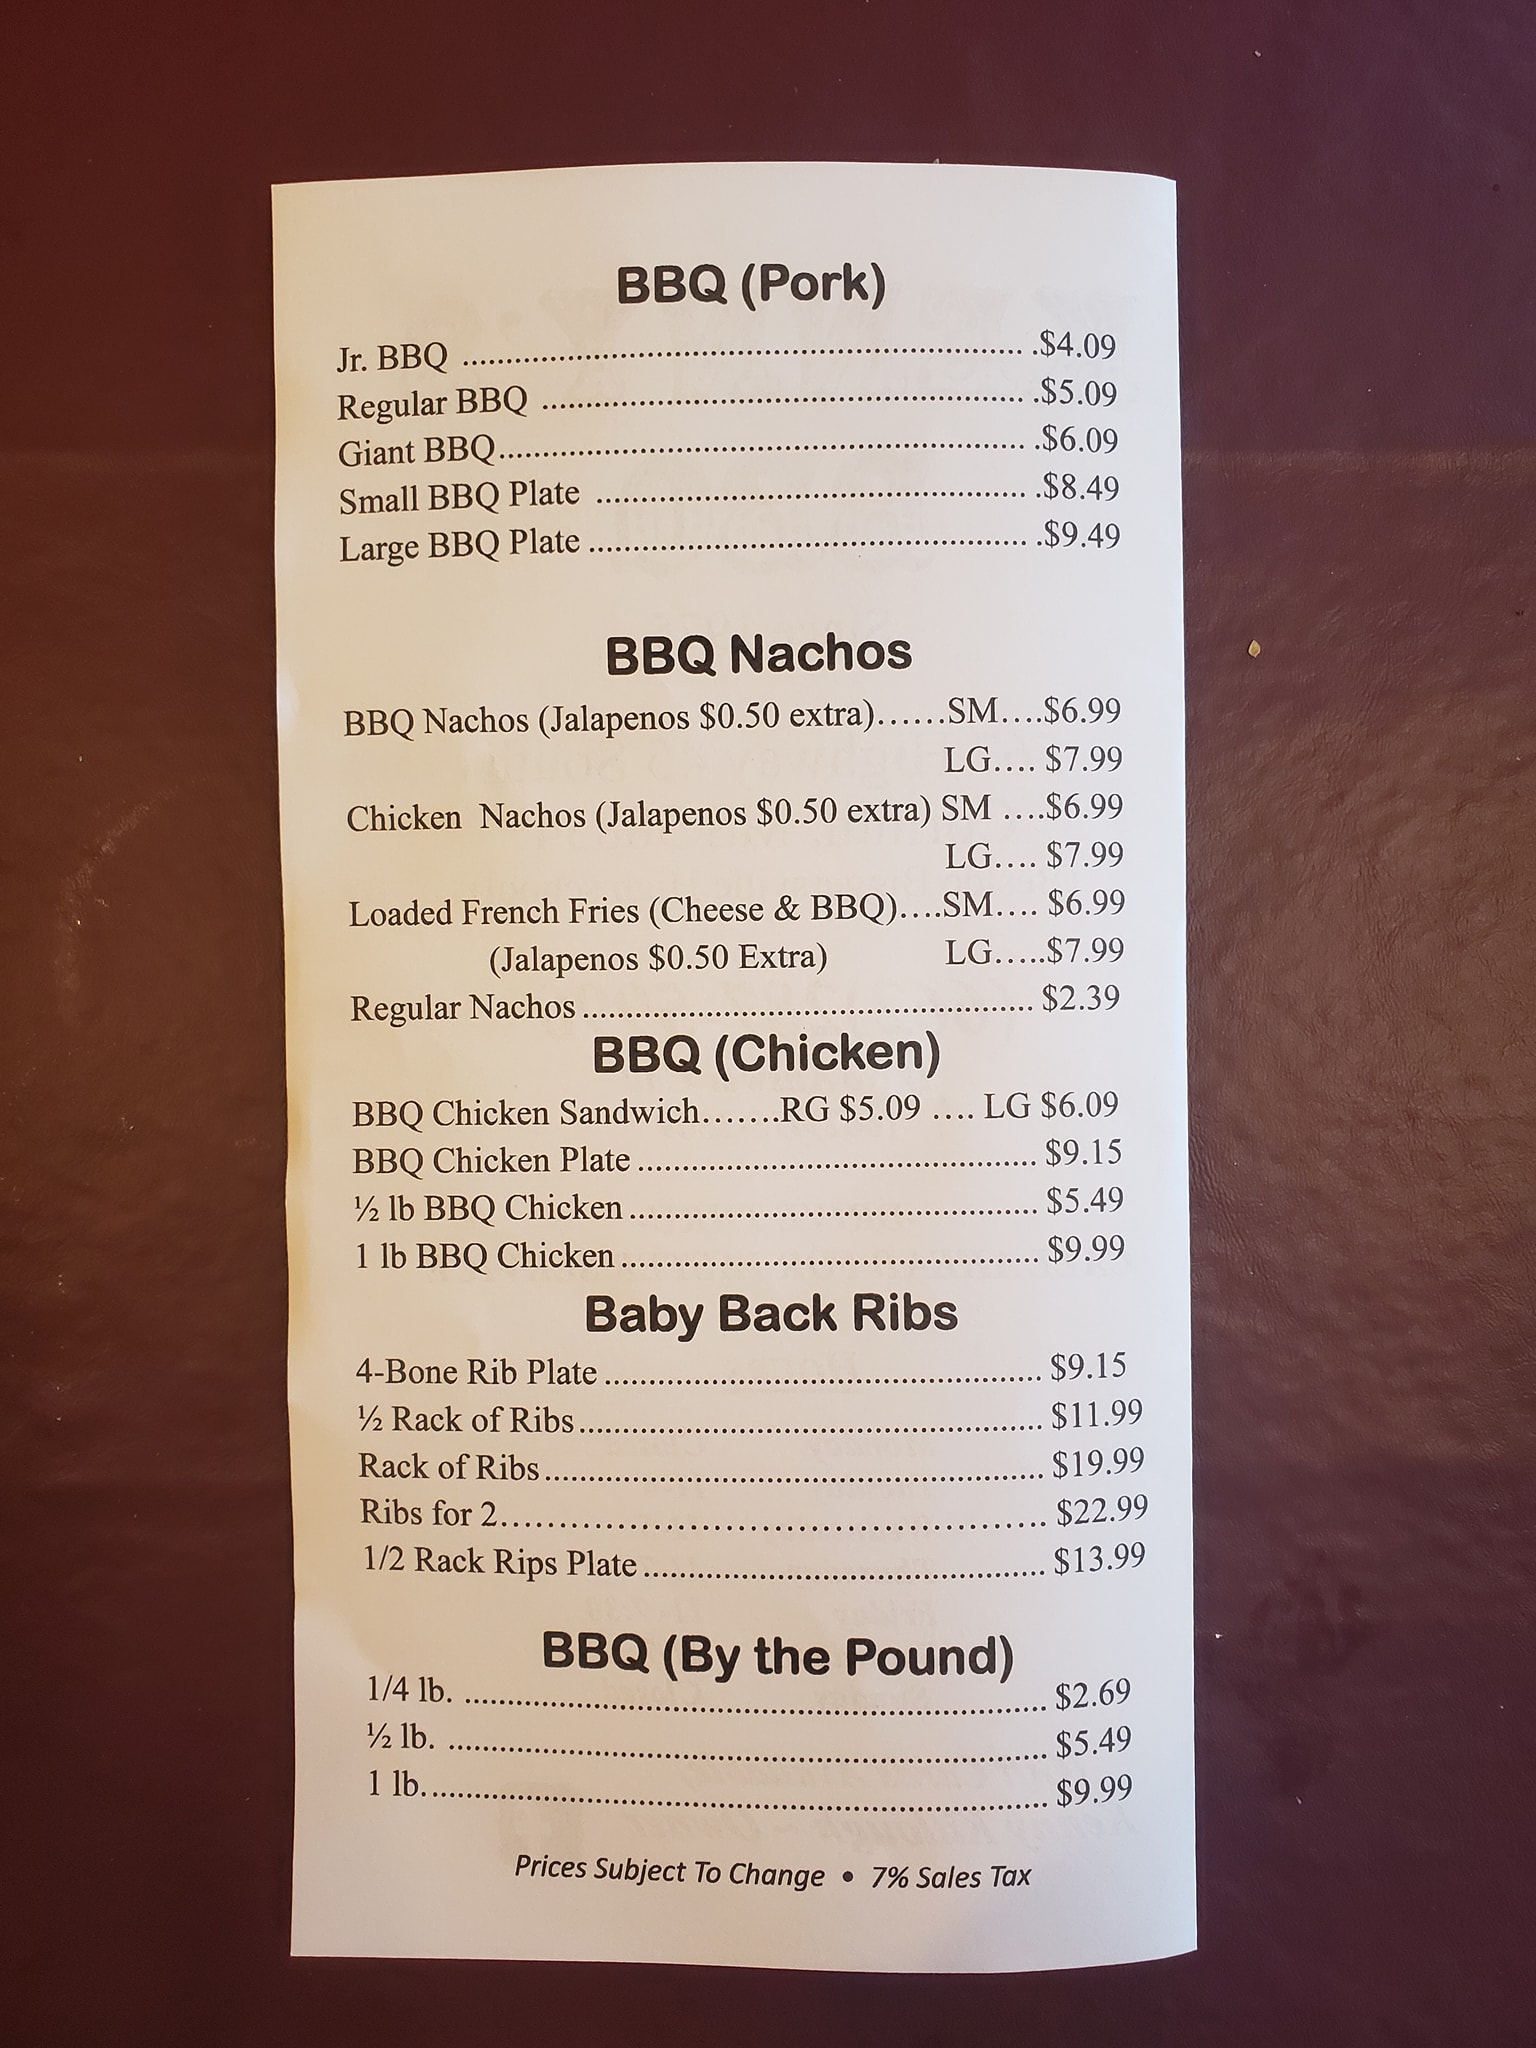 BBQ (Pork)
Jr. BBQ ................................................................ .$4.09
Regular BBQ ....................................................... .$5.09
Giant BBQ............................................................ .$6.09
Small BBQ Plate ................................................. .$8.49
Large BBQ Plate .................................................. .$9.49
BBQ Nachos
BBQ Nachos (Jalapenos $0.50 extra)……SM….$6.99
LG…. $7.99
Chicken  Nachos (Jalapenos $0.50 extra) SM ….$6.99
LG…. $7.99
Loaded French Fries (Cheese & BBQ)….SM…. $6.99
(Jalapenos $0.50 Extra) LG…..$7.99
Regular Nachos .................................................... $2.39
BBQ (Chicken)
BBQ Chicken Sandwich…….RG $5.09 …. LG $6.09
BBQ Chicken Plate .............................................. $9.15
½ lb BBQ Chicken ............................................... $5.49
1 lb BBQ Chicken ................................................ $9.99
Baby Back Ribs
4-Bone Rib Plate .................................................. $9.15
½ Rack of Ribs ..................................................... $11.99
Rack of Ribs ......................................................... $19.99
Ribs for 2……………………………………. $22.99
1/2 Rack Rips Plate .............................................. $13.99
BBQ (By the Pound)
1/4 lb. ................................................................... $2.69
½ lb. ..................................................................... $5.49
1 lb. ....................................................................... $9.99
Prices Subject To Change • 7% Sales Tax